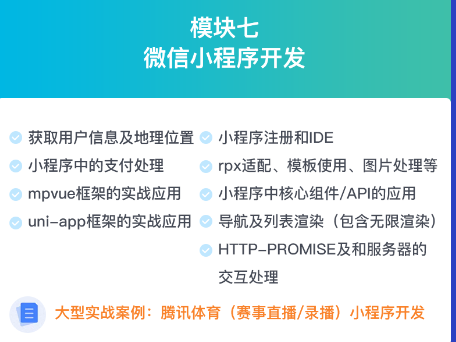 模块七
微信小程序开发
获取用户信息及地理位置
小程序中的支付处理
mpvue框架的实战应用
uni-app框架的实战应用
小程序注册和IDE
rpx适配、模板使用、图片处理等
小程序中核心组件/API的应用
导航及列表渲染（包含无限渲染）
HTTP-PROMISE及和服务器的
交互处理
大型实战案例：腾讯体育（赛事直播/录播）小程序开发